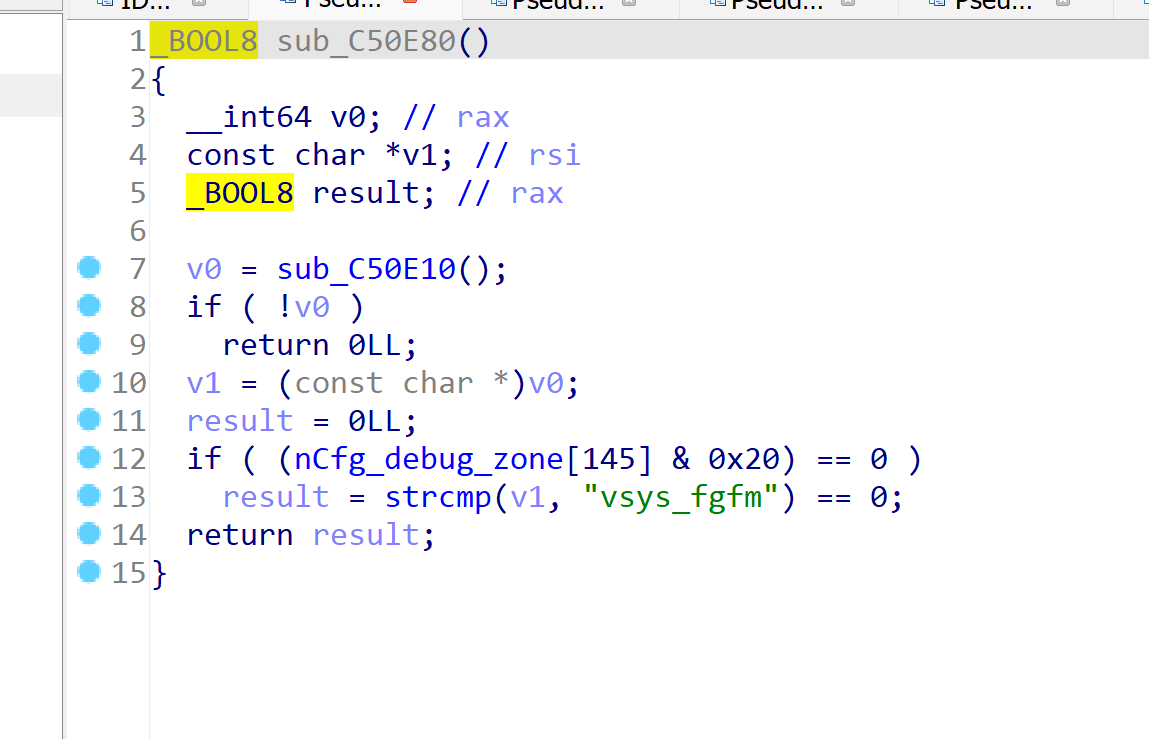 ID... Pseu... Pseud... Pseud... Pseu...
1 _BOOL8 sub_C50E80()
2 {
3 __int64 v0; // rax
4 const char *v1; // rsi
5 _BOOL8 result; // rax
6
7 v0 = sub_C50E10();
8 if ( !v0 )
9 return 0LL;
10 v1 = (const char *)v0;
11 result = 0LL;
12 if ( (nCfg_debug_zone[145] & 0x20) == 0 )
13 result = strcmp(v1, "vsys_fgfm") == 0;
14 return result;
15 }